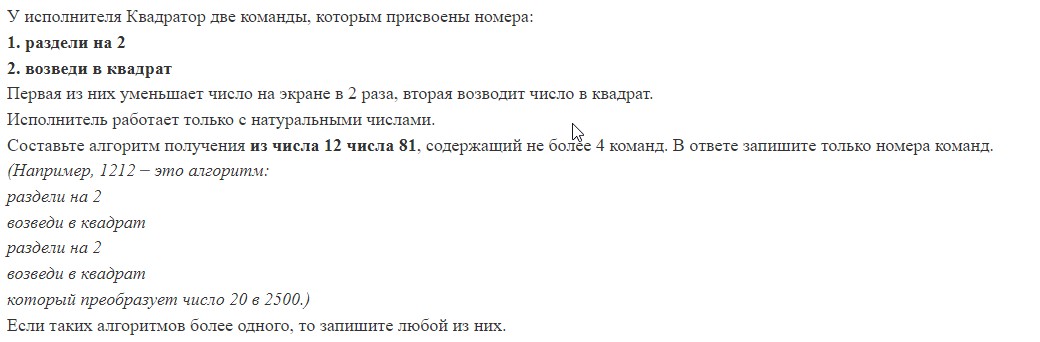 У исполнителя Квадратор две команды, которым присвоены номера:
1. раздели на 2
2. возведи в квадрат
Первая из них уменьшает число на экране в 2 раза, вторая возводит число в квадрат.
Исполнитель работает только с натуральными числами.
Составьте алгоритм получения из числа 12 числа 81, содержащий не более 4 команд. В ответе запишите только номера команд.
(Например, 1212 – это алгоритм:
раздели на 2
возведи в квадрат
раздели на 2
возведи в квадрат
который преобразует число 20 в 2500.)
Если таких алгоритмов более одного, то запишите любой из них.